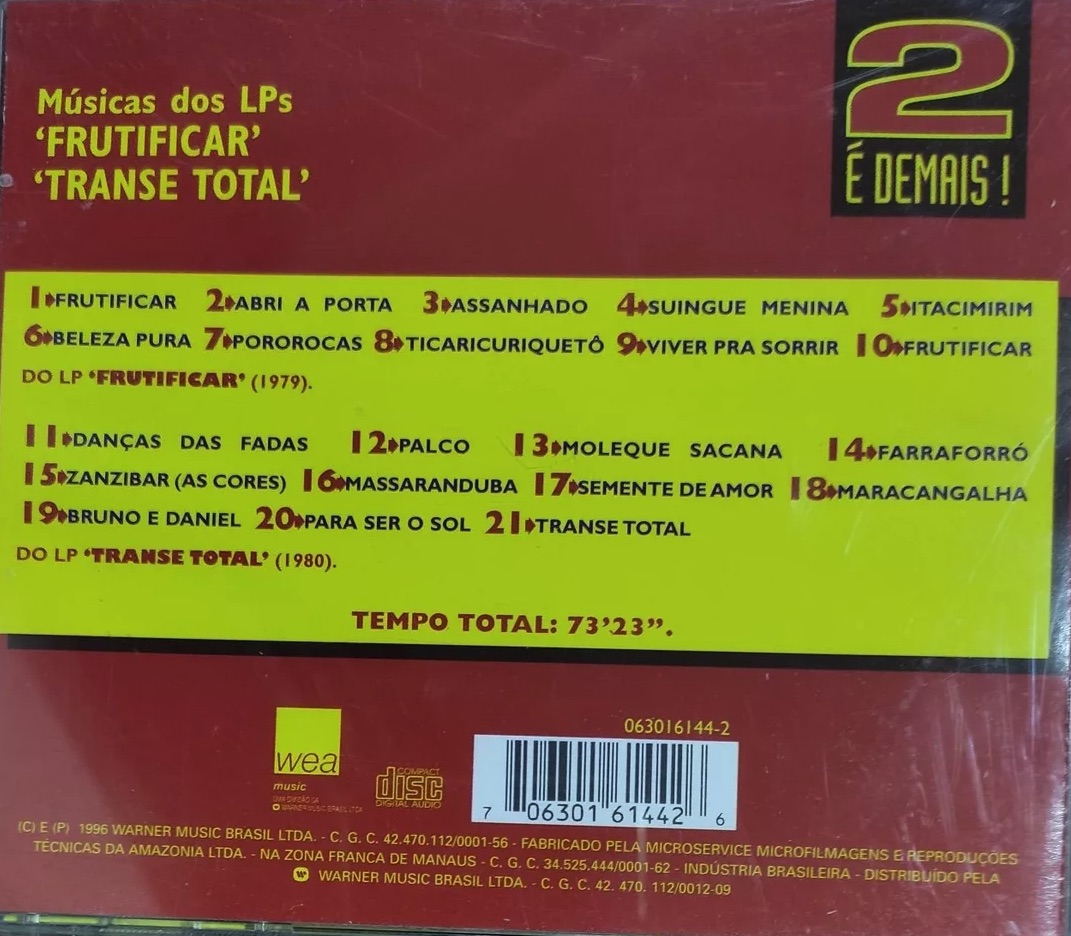 Músicas dos LPs
'FRUTIFICAR'
'TRANSE TOTAL'
2
É DEMAIS !
1 FRUTIFICAR 2 ABRI A PORTA 3 ASSANHADO 4 SUINGUE MENINA 5 ITACIMIRIM
6 BELEZA PURA 7 POROROCAS 8 TICARICURIQUETÔ 9 VIVER PRA SORRIR 10 FRUTIFICAR
DO LP 'FRUTIFICAR' (1979).
11 DANÇAS DAS FADAS 12 PALCO 13 MOLEQUE SACANA 14 FARRAFORRÓ
15 ZANZIBAR (AS CORES) 16 MASSARANDUBA 17 SEMENTE DE AMOR 18 MARACANGALHA
19 BRUNO E DANIEL 20 PARA SER O SOL 21 TRANSE TOTAL
DO LP 'TRANSE TOTAL' (1980).
TEMPO TOTAL: 73'23".
wea
music
UMA DIVISÃO DA
WARNER MUSIC BRASIL LTDA
COMPACT
disc
DIGITAL AUDIO
063016144-2
7 06301 61442 6
(C) E (P) 1996 WARNER MUSIC BRASIL LTDA. - C. G. C. 42.470.112/0001-56 - FABRICADO PELA MICROSERVICE MICROFILMAGENS E REPRODUÇÕES
TÉCNICAS DA AMAZONIA LTDA. - NA ZONA FRANCA DE MANAUS - C. G. C. 34.525.444/0001-62 - INDÚSTRIA BRASILEIRA - DISTRIBUÍDO PELA
WARNER MUSIC BRASIL LTDA. - C. G. C. 42. 470. 112/0012-09